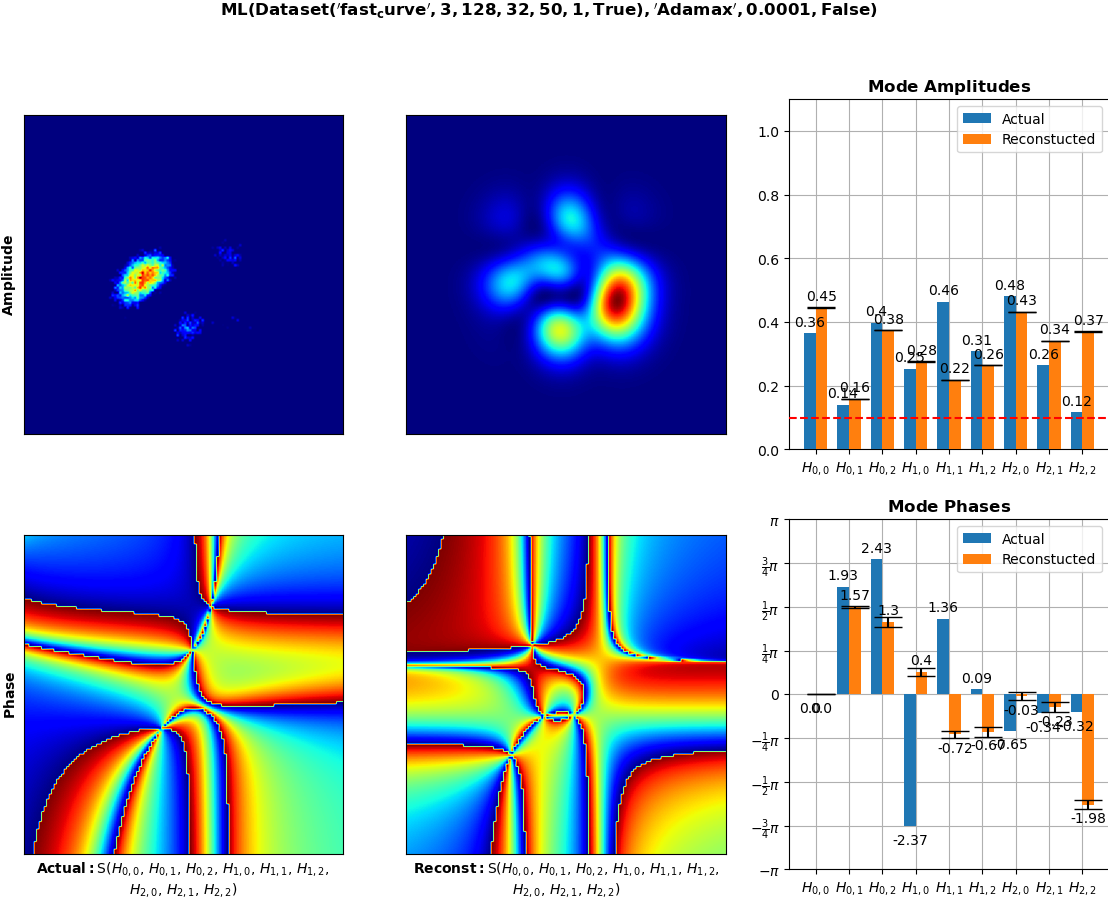 ML(Dataset('fast_curve', 3, 128, 32, 50, 1, True), 'Adamax', 0.0001, False)
Amplitude
Mode Amplitudes
Actual
Reconstucted
1.0
0.8
0.6
0.4
0.2
0.0
0.36 0.45
0.14 0.16
0.4 0.38
0.25 0.28
0.46 0.22
0.31 0.26
0.48 0.43
0.26 0.34
0.12 0.37
H0,0 H0,1 H0,2 H1,0 H1,1 H1,2 H2,0 H2,1 H2,2
Phase
Actual: S(H0,0, H0,1, H0,2, H1,0, H1,1, H1,2,
H2,0, H2,1, H2,2)
Reconst: S(H0,0, H0,1, H0,2, H1,0, H1,1, H1,2,
H2,0, H2,1, H2,2)
Mode Phases
Actual
Reconstucted
π
3/4π
1/2π
1/4π
0
−1/4π
−1/2π
−3/4π
−π
0.0 0.0
1.93 1.57
2.43 1.3
-2.37 0.4
1.36 -0.72
0.09 -0.67
-0.65 -0.03
-0.34 -0.23
-0.32 -1.98
H0,0 H0,1 H0,2 H1,0 H1,1 H1,2 H2,0 H2,1 H2,2